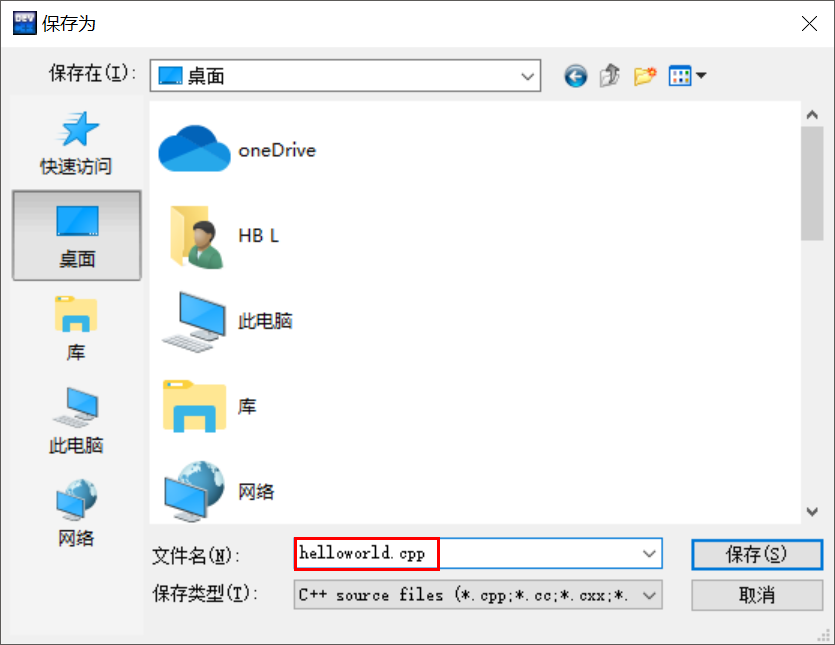 DEV
保存为
保存在(I):
桌面
快速访问
桌面
库
此电脑
网络
oneDrive
HB L
此电脑
库
网络
文件名(N):
helloworld.cpp
保存(S)
保存类型(T):
C++ source files (*.cpp;*.cc;*.cxx;*.
取消